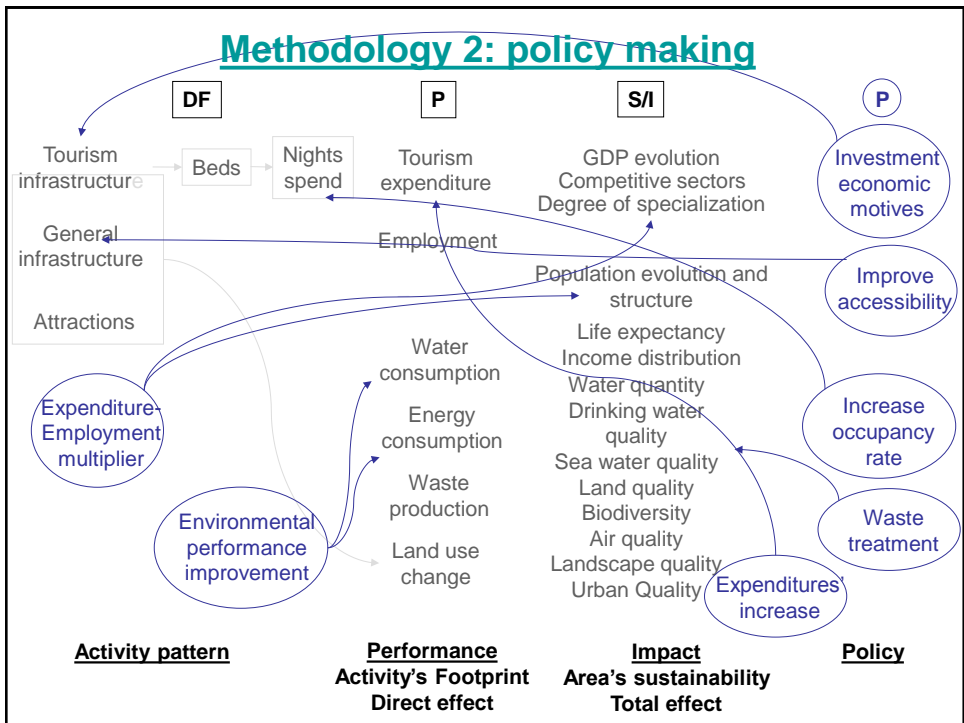 Methodology 2: policy making
DF
P
S/I
P
Tourism
infrastructure
Beds
Nights
spend
General
infrastructure
Attractions
Expenditure-
Employment
multiplier
Environmental
performance
improvement
Tourism
expenditure
Employment
Water
consumption
Energy
consumption
Waste
production
Land use
change
GDP evolution
Competitive sectors
Degree of specialization
Population evolution and
structure
Life expectancy
Income distribution
Water quantity
Drinking water
quality
Sea water quality
Land quality
Biodiversity
Air quality
Landscape quality
Urban Quality
Investment
economic
motives
Improve
accessibility
Increase
occupancy
rate
Waste
treatment
Expenditures'
increase
Activity pattern
Performance
Activity's Footprint
Direct effect
Impact
Area's sustainability
Total effect
Policy